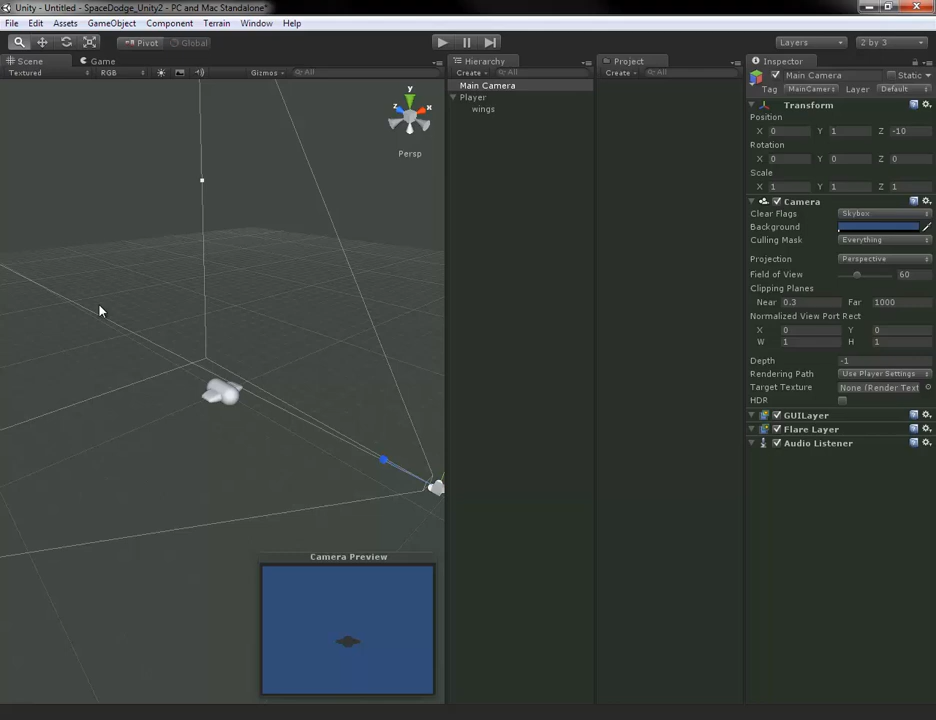 Unity - Untitled - SpaceDodge_Unity2 - PC and Mac Standalone*
File Edit Assets GameObject Component Terrain Window Help
Pivot Global Layers 2 by 3
Scene Game Hierarchy Project Inspector
Textured RGB Gizmos All Create All Create All
Main Camera Static
Tag MainCamera Layer Default
Main Camera
Player
wings
y
x
z
Persp
Transform
Position
X 0 Y 1 Z -10
Rotation
X 0 Y 0 Z 0
Scale
X 1 Y 1 Z 1
Camera
Clear Flags Skybox
Background
Culling Mask Everything
Projection Perspective
Field of View 60
Clipping Planes
Near 0.3 Far 1000
Normalized View Port Rect
X 0 Y 0
W 1 H 1
Depth -1
Rendering Path Use Player Settings
Target Texture None (Render Text
HDR
GUILayer
Flare Layer
Audio Listener
Camera Preview